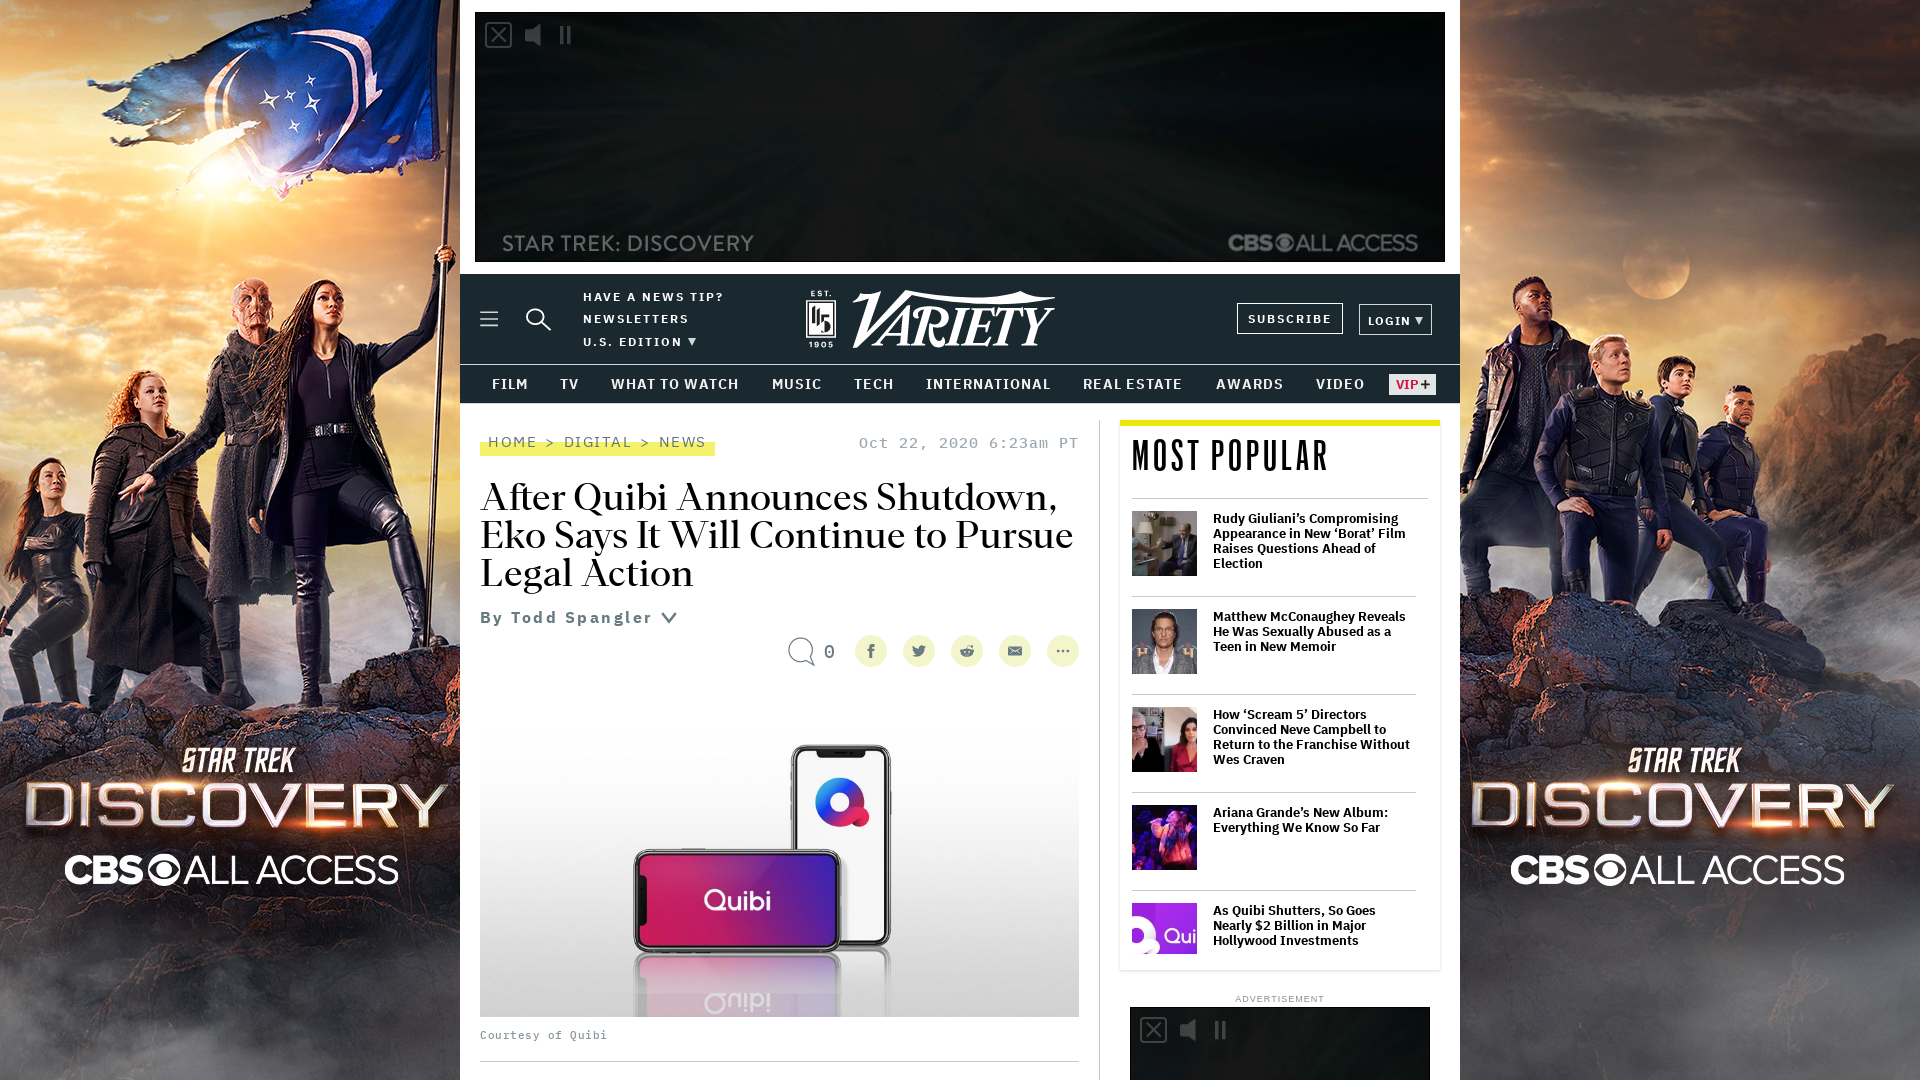 STAR TREK: DISCOVERY
CBS ALL ACCESS
HAVE A NEWS TIP?
NEWSLETTERS
U.S. EDITION ▼
EST.
115
1905
VARIETY
SUBSCRIBE
LOGIN ▼
FILM TV WHAT TO WATCH MUSIC TECH INTERNATIONAL REAL ESTATE AWARDS VIDEO VIP+
HOME > DIGITAL > NEWS
Oct 22, 2020 6:23am PT
After Quibi Announces Shutdown,
Eko Says It Will Continue to Pursue
Legal Action
By Todd Spangler
0
Quibi
Courtesy of Quibi
MOST POPULAR
Rudy Giuliani’s Compromising
Appearance in New ‘Borat’ Film
Raises Questions Ahead of
Election
Matthew McConaughey Reveals
He Was Sexually Abused as a
Teen in New Memoir
How ‘Scream 5’ Directors
Convinced Neve Campbell to
Return to the Franchise Without
Wes Craven
Ariana Grande’s New Album:
Everything We Know So Far
Qui
As Quibi Shutters, So Goes
Nearly $2 Billion in Major
Hollywood Investments
ADVERTISEMENT
STAR TREK
DISCOVERY
CBS ALL ACCESS
STAR TREK
DISCOVERY
CBS ALL ACCESS